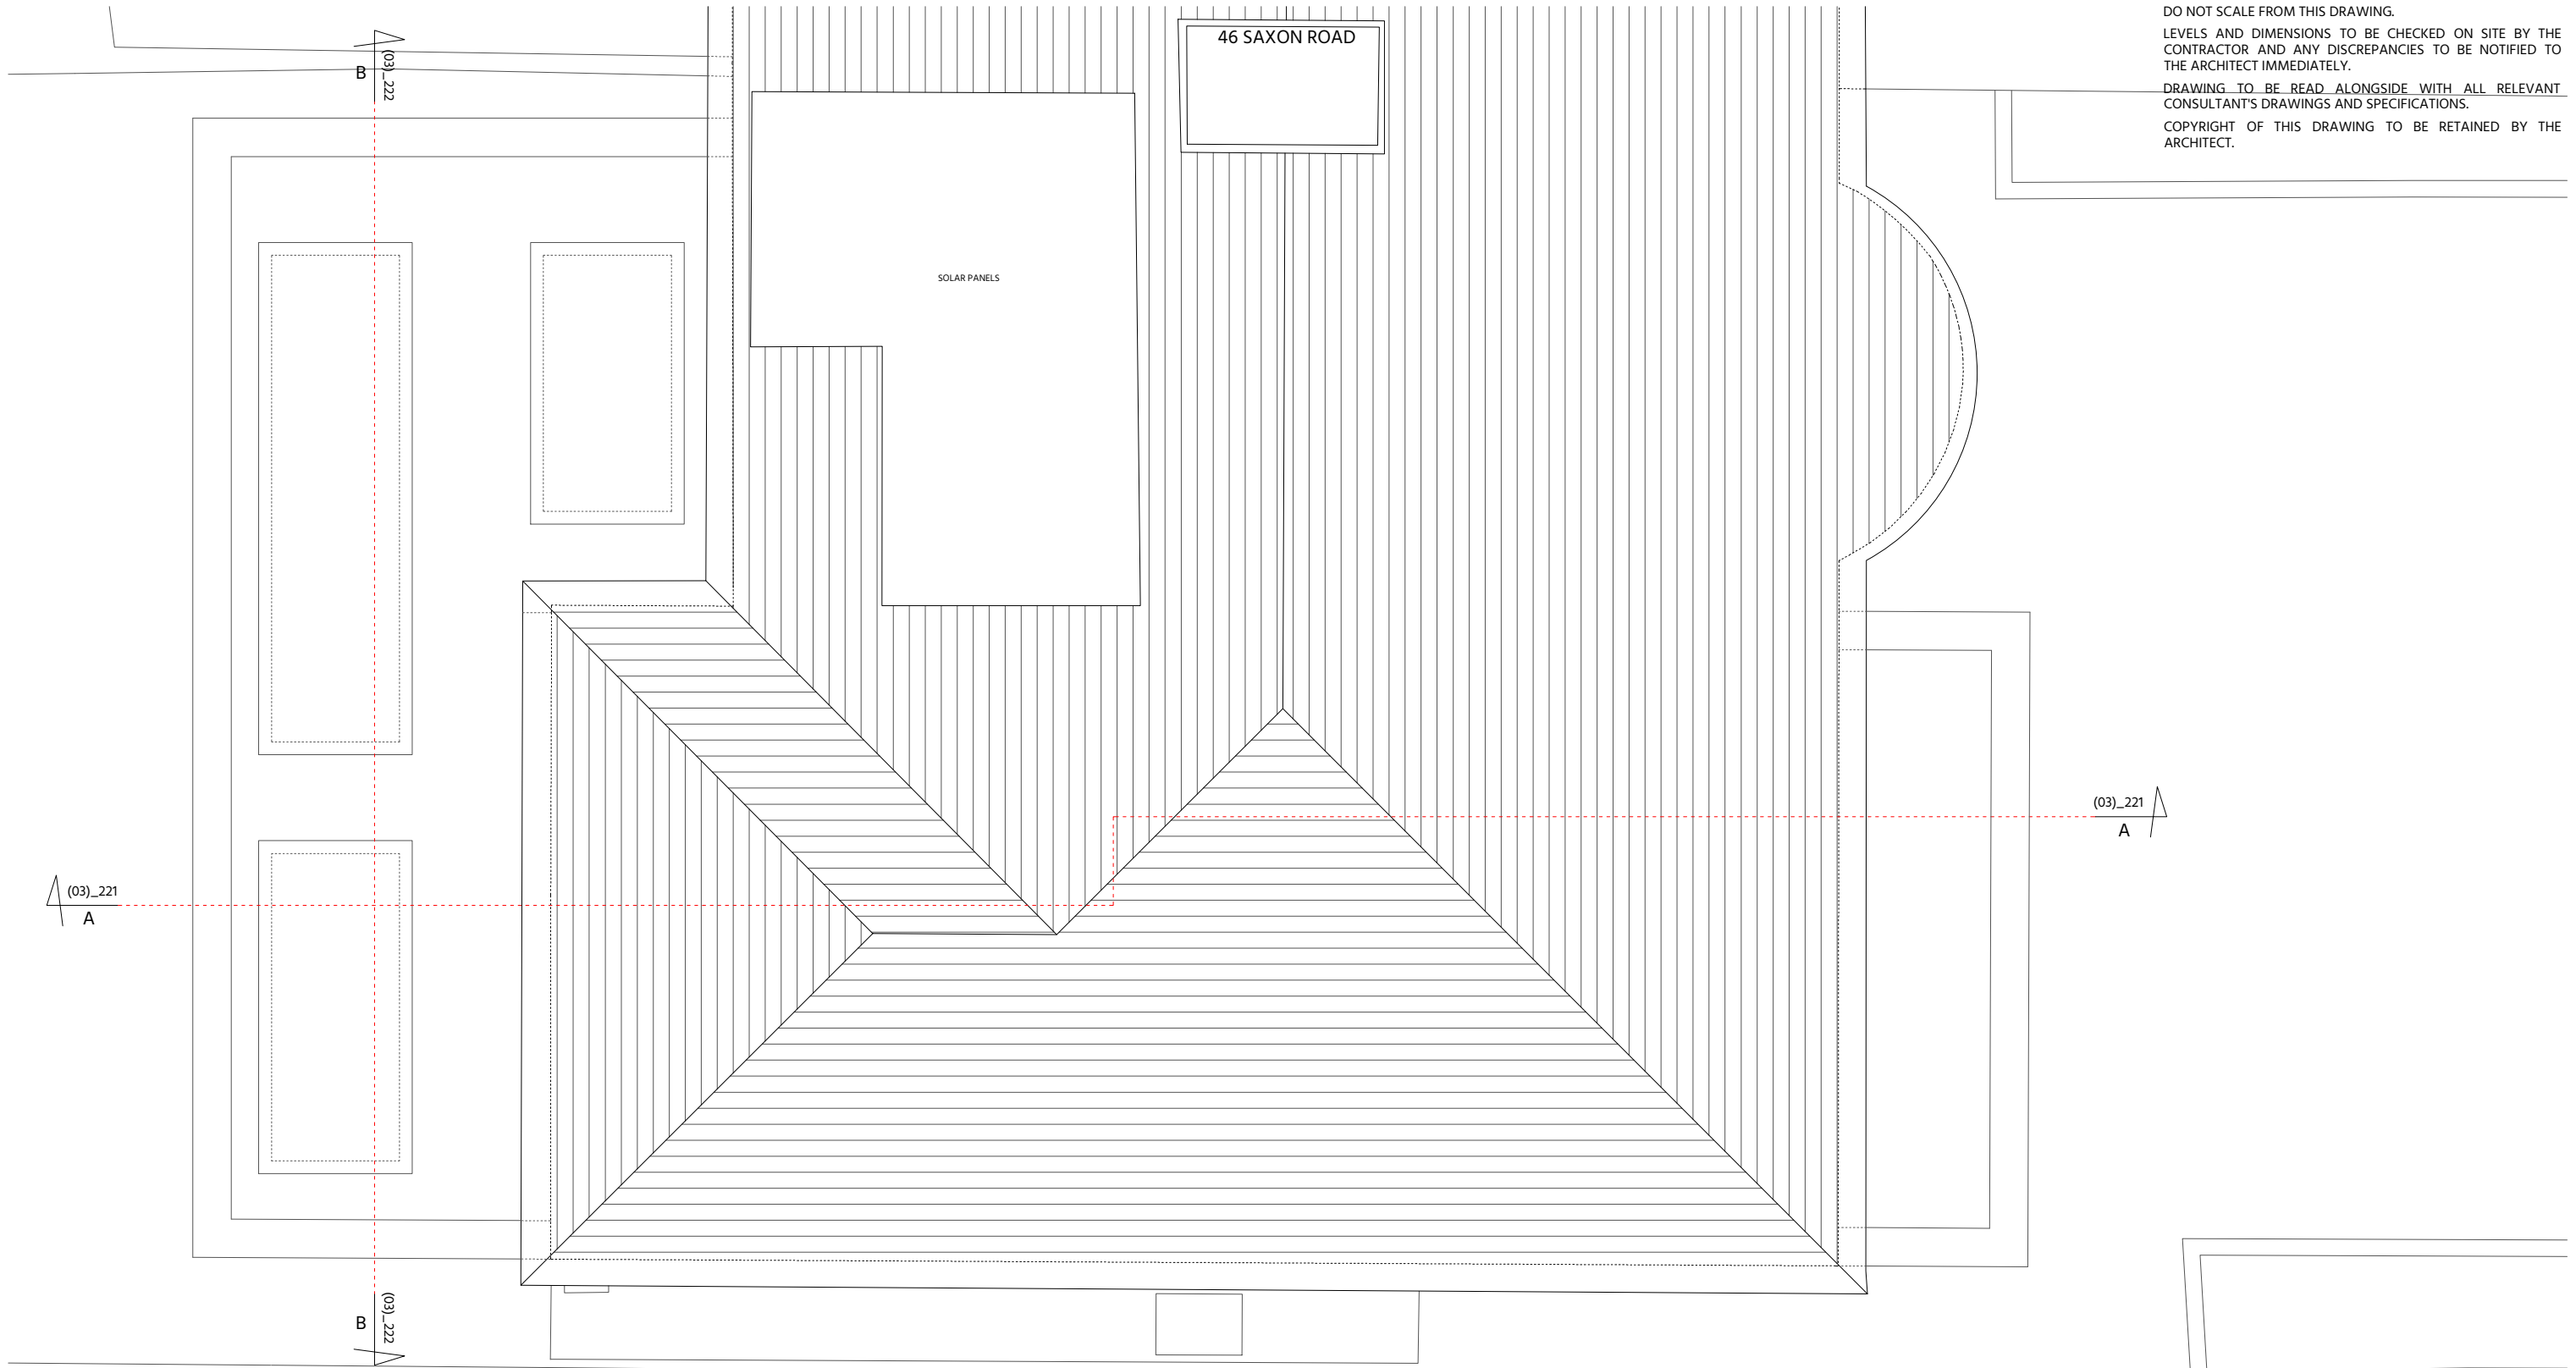 DO NOT SCALE FROM THIS DRAWING.
LEVELS AND DIMENSIONS TO BE CHECKED ON SITE BY THE
CONTRACTOR AND ANY DISCREPANCIES TO BE NOTIFIED TO
THE ARCHITECT IMMEDIATELY.
DRAWING TO BE READ ALONGSIDE WITH ALL RELEVANT
CONSULTANT'S DRAWINGS AND SPECIFICATIONS.
COPYRIGHT OF THIS DRAWING TO BE RETAINED BY THE
ARCHITECT.
46 SAXON ROAD
B
(03)_222
SOLAR PANELS
(03)_221
A
(03)_221
A
B
(03)_222